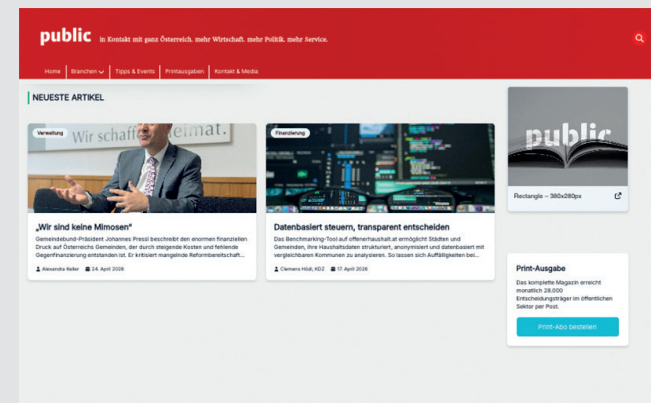 public in Kontakt mit ganz Österreich. mehr Wirtschaft. mehr Politik. mehr Service.
Home Branchen Tipps & Events Printausgaben Kontakt & Media
NEUESTE ARTIKEL
Verwaltung
Wir schaffen Heimat.
„Wir sind keine Mimosen“
Gemeindebund-Präsident Johannes Pressl beschreibt den enormen finanziellen
Druck auf Österreichs Gemeinden, der durch steigende Kosten und fehlende
Gegenfinanzierung entstanden ist. Er kritisiert mangelnde Reformbereitschaft...
Alexandra Keller 24. April 2026
Finanzierung
Datenbasiert steuern, transparent entscheiden
Das Benchmarking-Tool auf offenerhaushalt.at ermöglicht Städten und
Gemeinden, ihre Haushaltsdaten strukturiert, anonymisiert und datenbasiert mit
vergleichbaren Kommunen zu analysieren. So lassen sich Auffälligkeiten bei...
Clemens Hödl, KDZ 17. April 2026
public
Rectangle – 380x280px
Print-Ausgabe
Das komplette Magazin erreicht
monatlich 28.000
Entscheidungsträger im öffentlichen
Sektor per Post.
Print-Abo bestellen